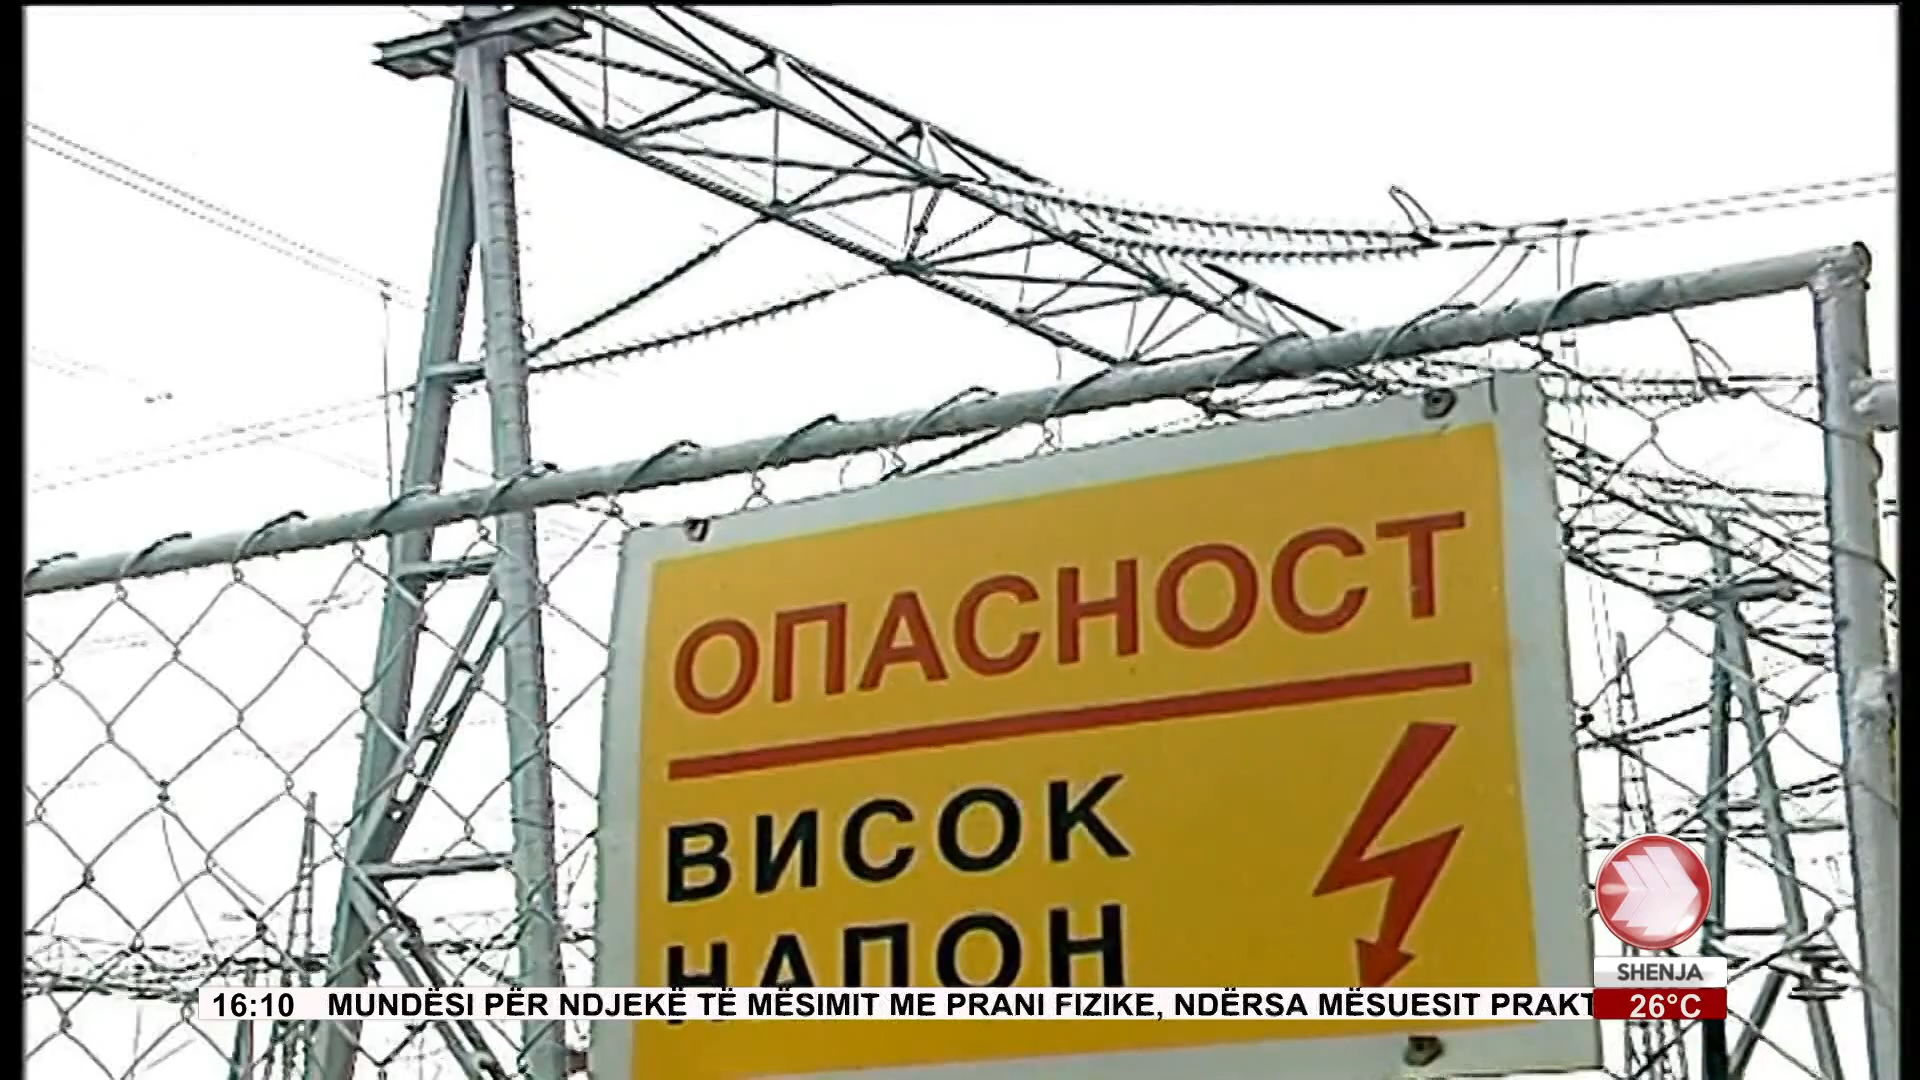 ОПАСНОСТ
ВИСОК
НАПОН
SHENJA
16:10 MUNDËSI PËR NDJEKË TË MËSIMIT ME PRANI FIZIKE, NDËRSA MËSUESIT PRAKT
26°C